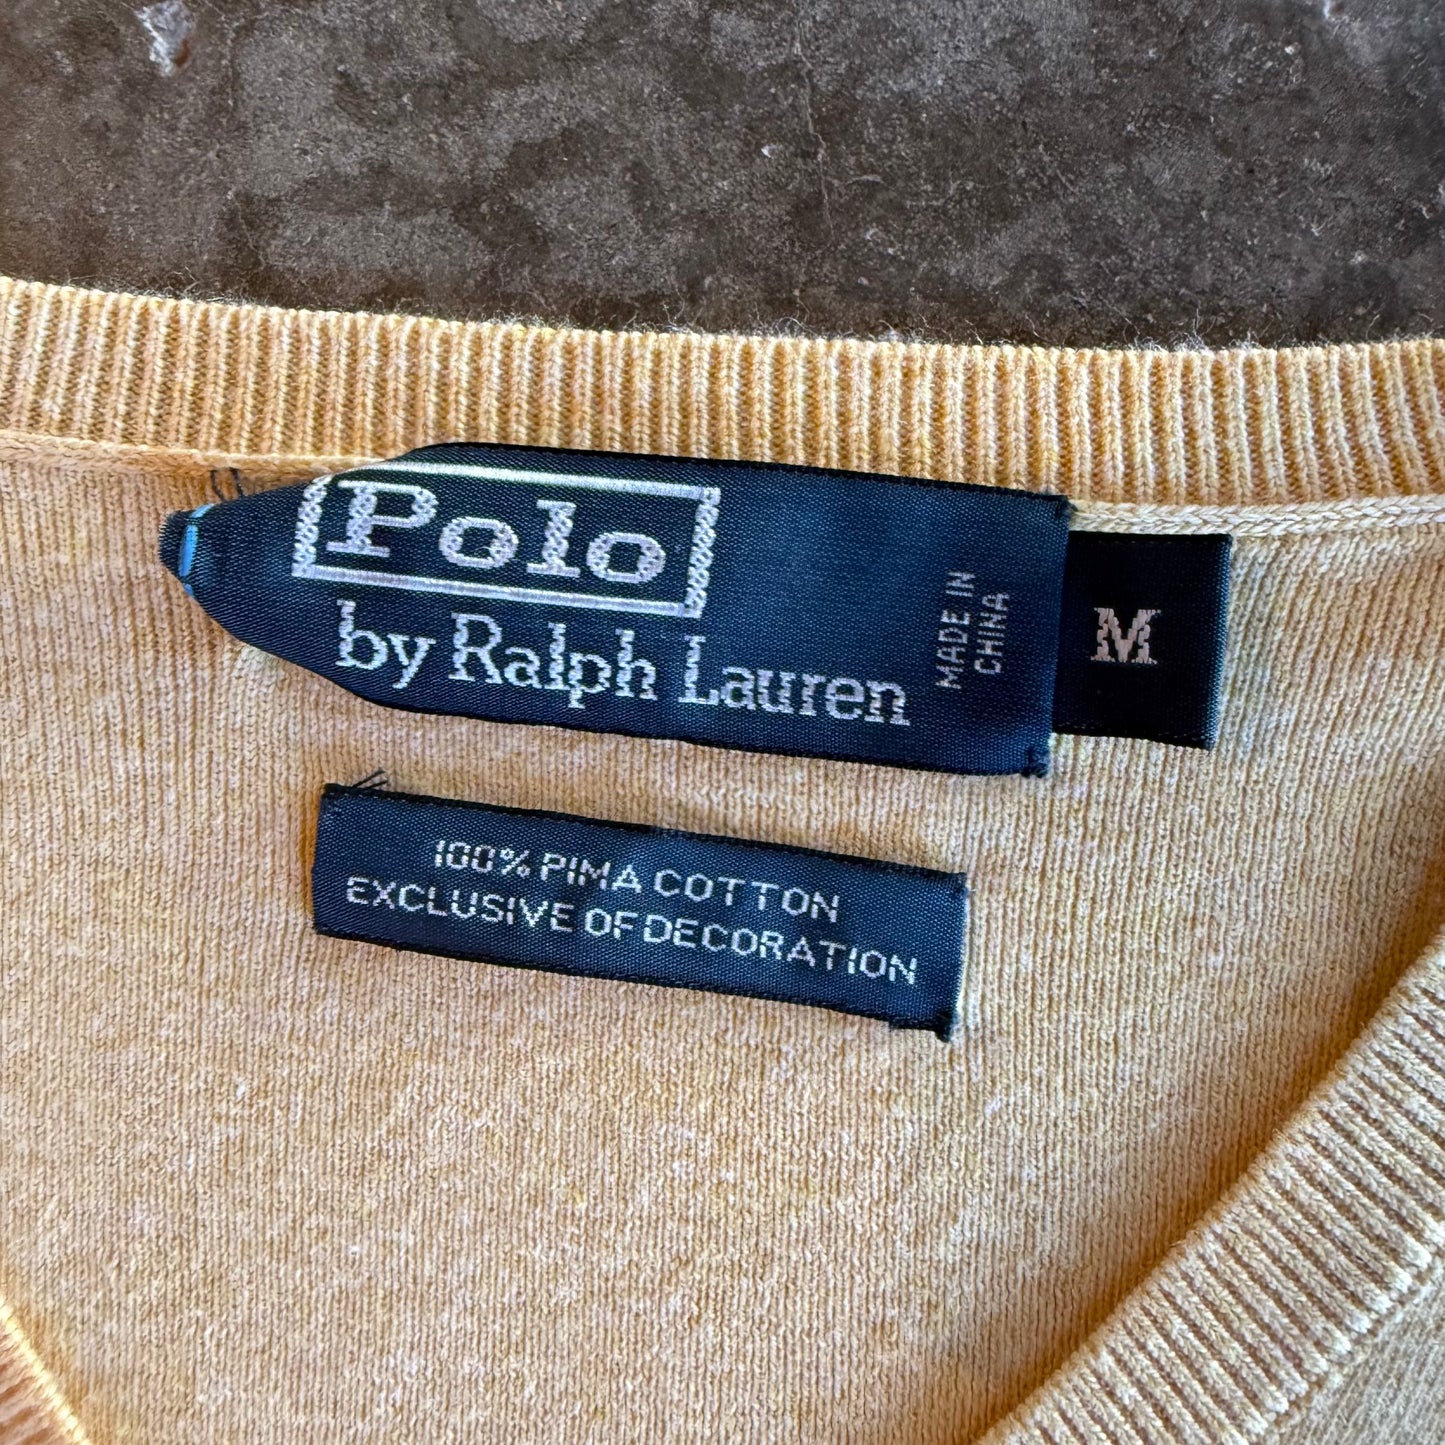 Polo
by Ralph Lauren
MADE IN
CHINA
M
100% PIMA COTTON
EXCLUSIVE OF DECORATION